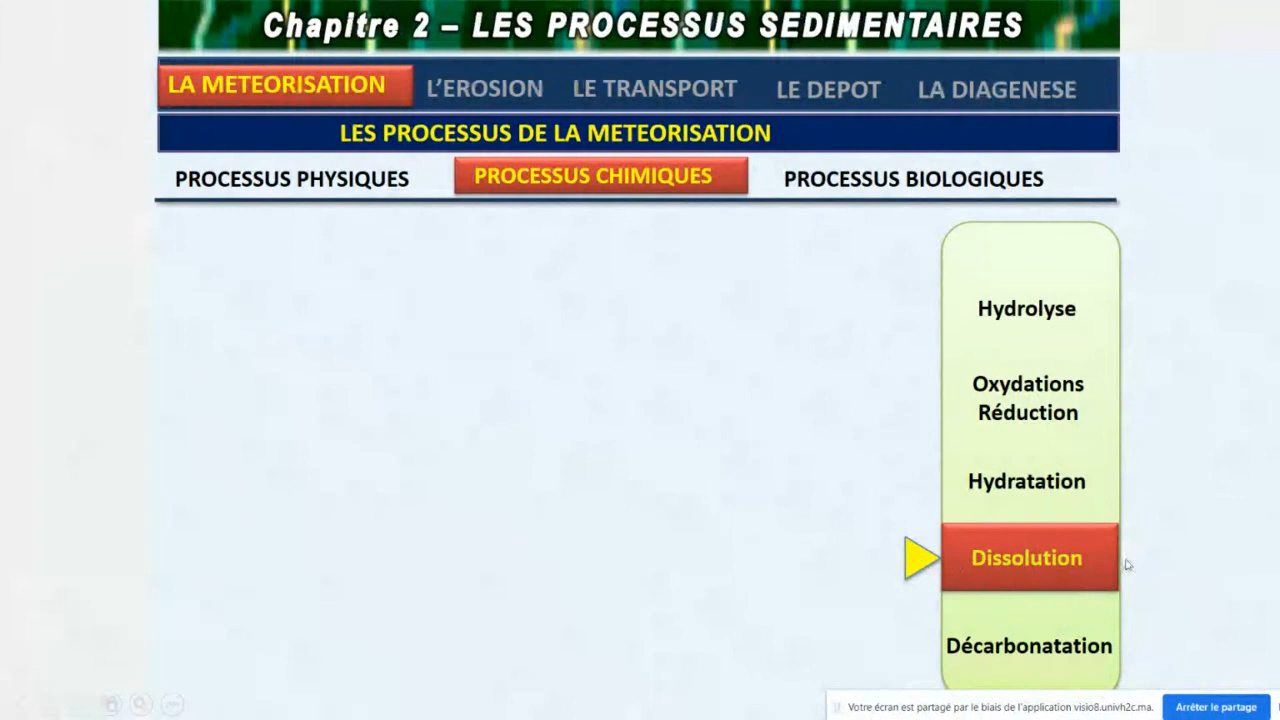 Chapitre 2 – LES PROCESSUS SEDIMENTAIRES
LA METEORISATION L'EROSION LE TRANSPORT LE DEPOT LA DIAGENESE
LES PROCESSUS DE LA METEORISATION
PROCESSUS PHYSIQUES PROCESSUS CHIMIQUES PROCESSUS BIOLOGIQUES
Hydrolyse
Oxydations
Réduction
Hydratation
Dissolution
Décarbonatation
Votre écran est partagé par le biais de l'application visio8.univh2c.ma. Arrêter le partage